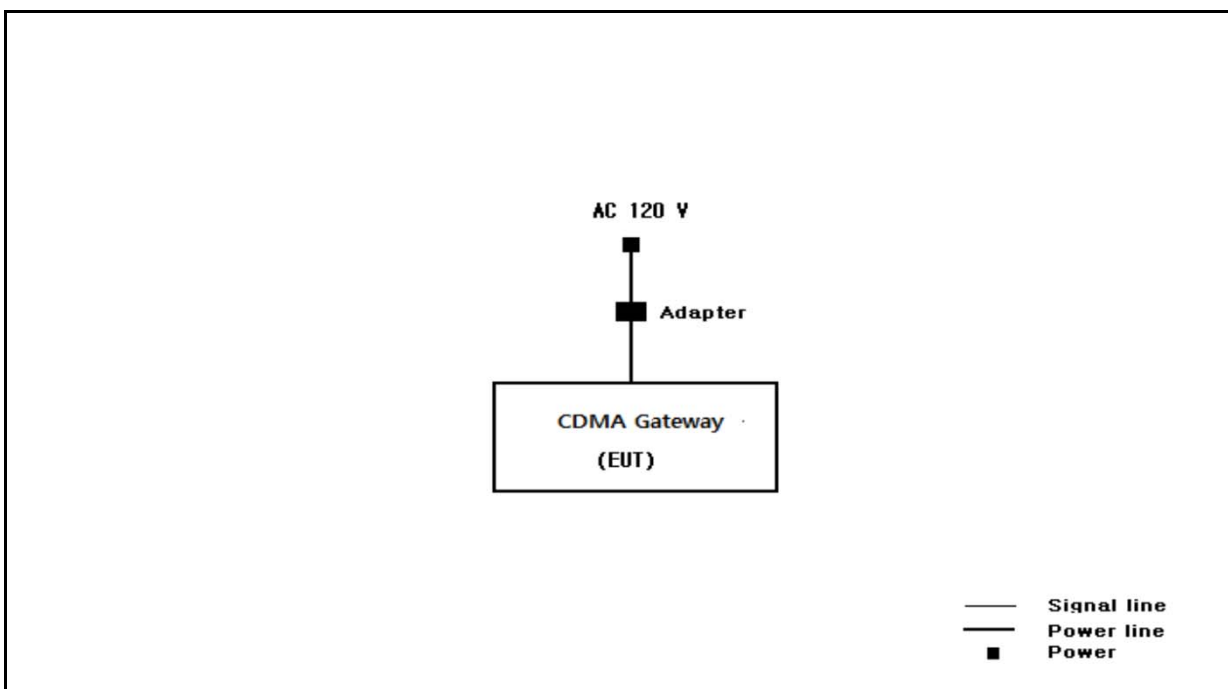 AC 120 V
Adapter
CDMA Gateway
(EUT)
Signal line
Power line
Power